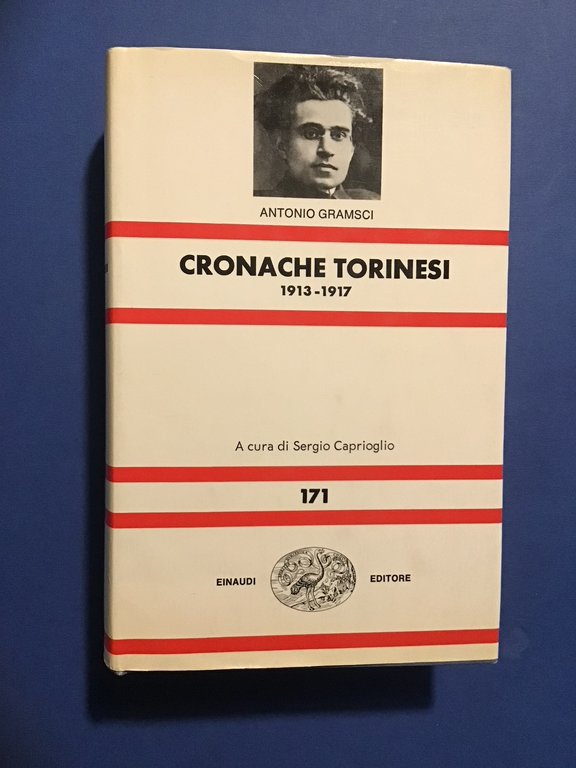 ANTONIO GRAMSCI
CRONACHE TORINESI
1913-1917
A cura di Sergio Caprioglio
171
EINAUDI EDITORE